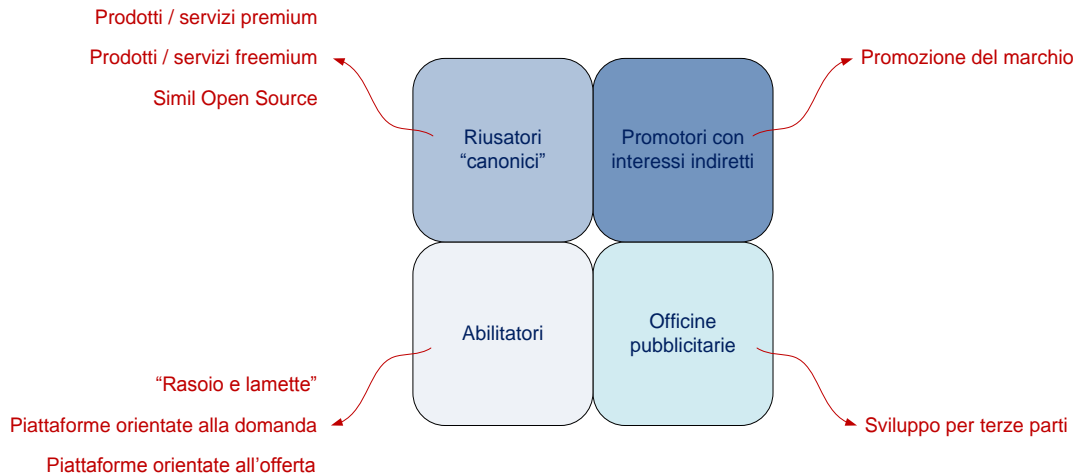 Prodotti / servizi premium
Prodotti / servizi freemium
Simil Open Source
Promozione del marchio
Riusatori
“canonici”
Promotori con
interessi indiretti
Abilitatori
Officine
pubblicitarie
“Rasoio e lamette”
Piattaforme orientate alla domanda
Piattaforme orientate all’offerta
Sviluppo per terze parti